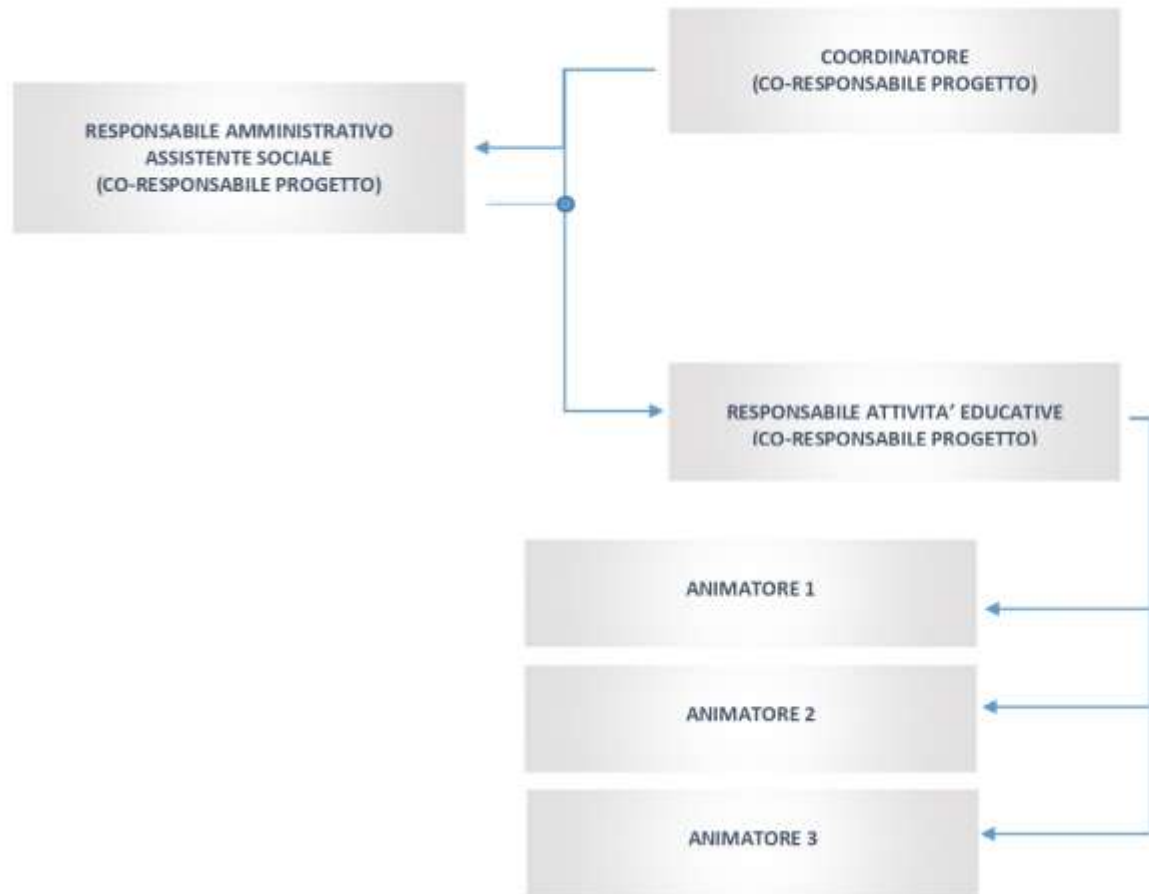 COORDINATORE
(CO-RESPONSABILE PROGETTO)
RESPONSABILE AMMINISTRATIVO
ASSISTENTE SOCIALE
(CO-RESPONSABILE PROGETTO)
RESPONSABILE ATTIVITA’ EDUCATIVE
(CO-RESPONSABILE PROGETTO)
ANIMATORE 1
ANIMATORE 2
ANIMATORE 3